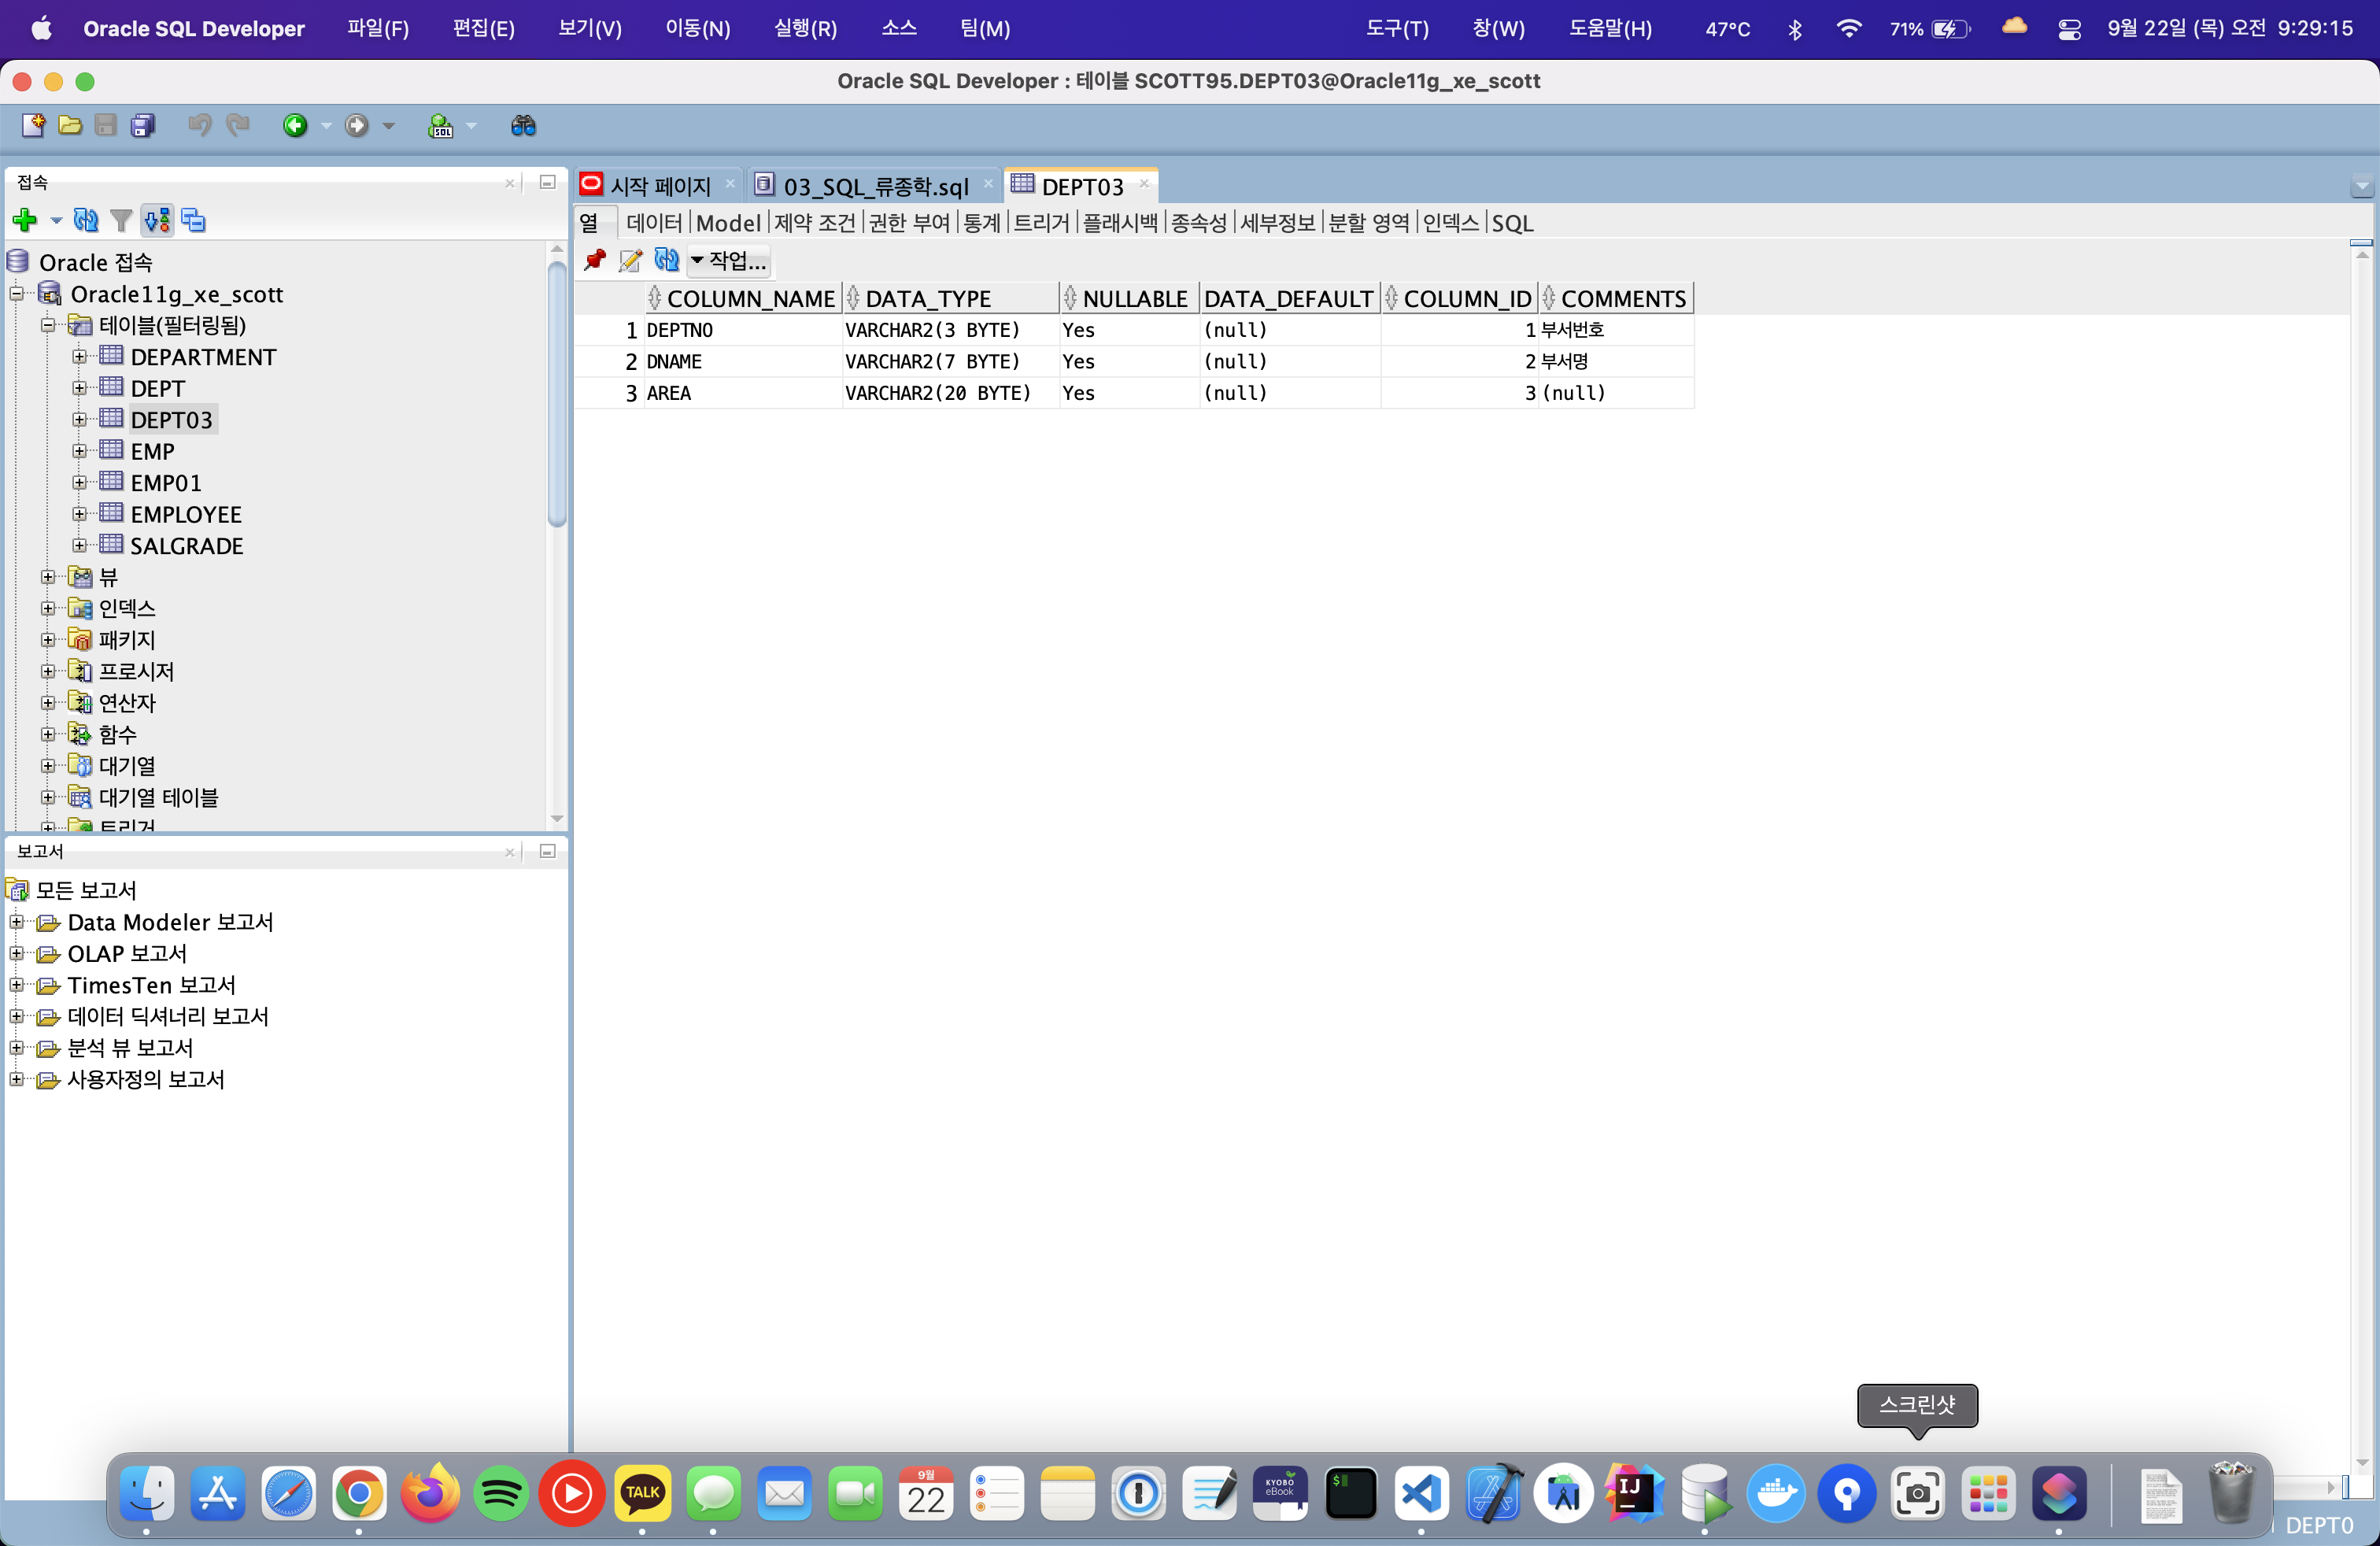 Oracle SQL Developer 파일(F) 편집(E) 보기(V) 이동(N) 실행(R) 소스 팀(M) 도구(T) 창(W) 도움말(H) 47°C 71% 9월 22일 (목) 오전 9:29:15
Oracle SQL Developer : 테이블 SCOTT95.DEPT03@Oracle11g_xe_scott
SQL
접속
시작 페이지 03_SQL_류종학.sql DEPT03
열 데이터 Model 제약 조건 권한 부여 통계 트리거 플래시백 종속성 세부정보 분할 영역 인덱스 SQL
작업...
COLUMN_NAME DATA_TYPE NULLABLE DATA_DEFAULT COLUMN_ID COMMENTS
1 DEPTNO VARCHAR2(3 BYTE) Yes (null) 1 부서번호
2 DNAME VARCHAR2(7 BYTE) Yes (null) 2 부서명
3 AREA VARCHAR2(20 BYTE) Yes (null) 3 (null)
Oracle 접속
Oracle11g_xe_scott
테이블(필터링됨)
DEPARTMENT
DEPT
DEPT03
EMP
EMP01
EMPLOYEE
SALGRADE
뷰
인덱스
패키지
프로시저
연산자
함수
대기열
대기열 테이블
트리거
보고서
모든 보고서
Data Modeler 보고서
OLAP 보고서
TimesTen 보고서
데이터 딕셔너리 보고서
분석 뷰 보고서
사용자정의 보고서
스크린샷
TALK
9월
22
KYOBO
eBook
$
IJ
DEPT0